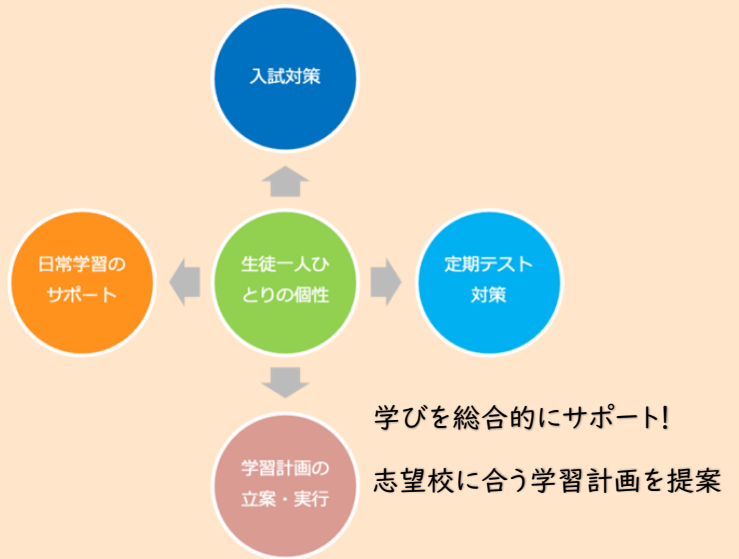 入試対策
日常学習の
サポート
生徒一人ひ
とりの個性
定期テスト
対策
学びを総合的にサポート!
学習計画の
立案・実行
志望校に合う学習計画を提案